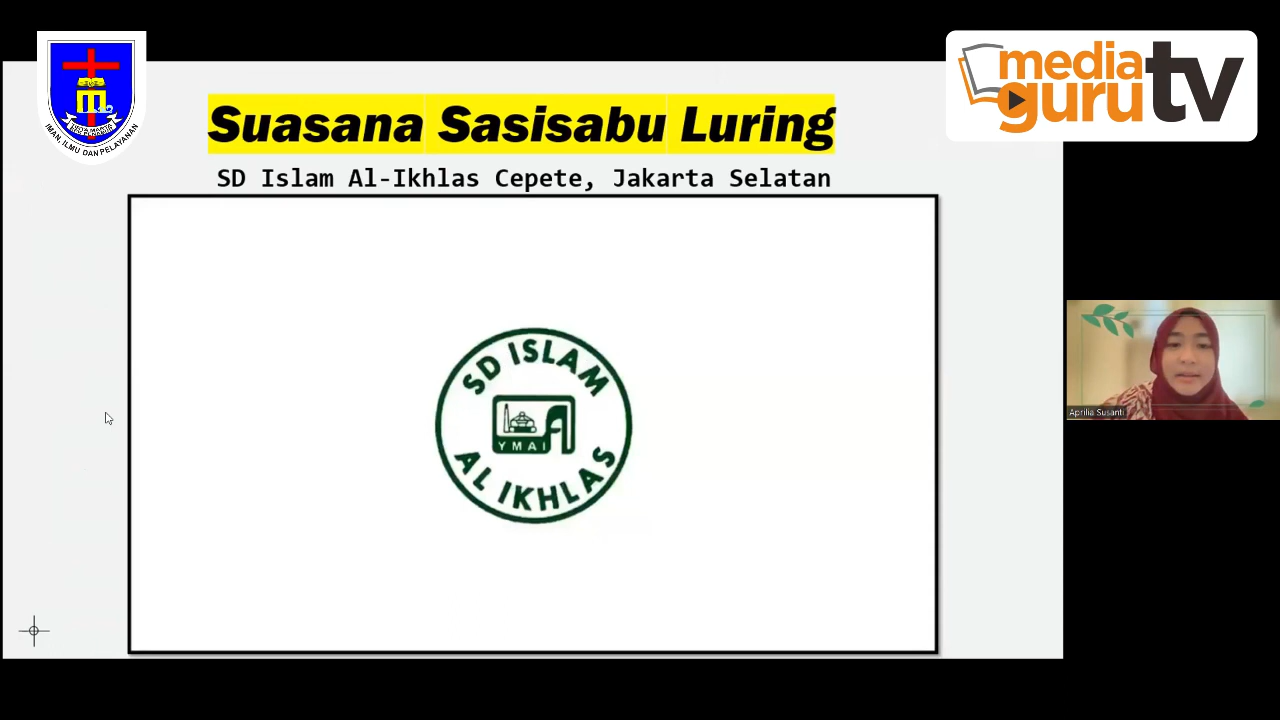 IMAN, ILMU DAN PELAYANAN
media
guru tv
Suasana Sasisabu Luring
SD Islam Al-Ikhlas Cepete, Jakarta Selatan
SD ISLAM
YMAI
AL IKHLAS
Aprilia Susanti